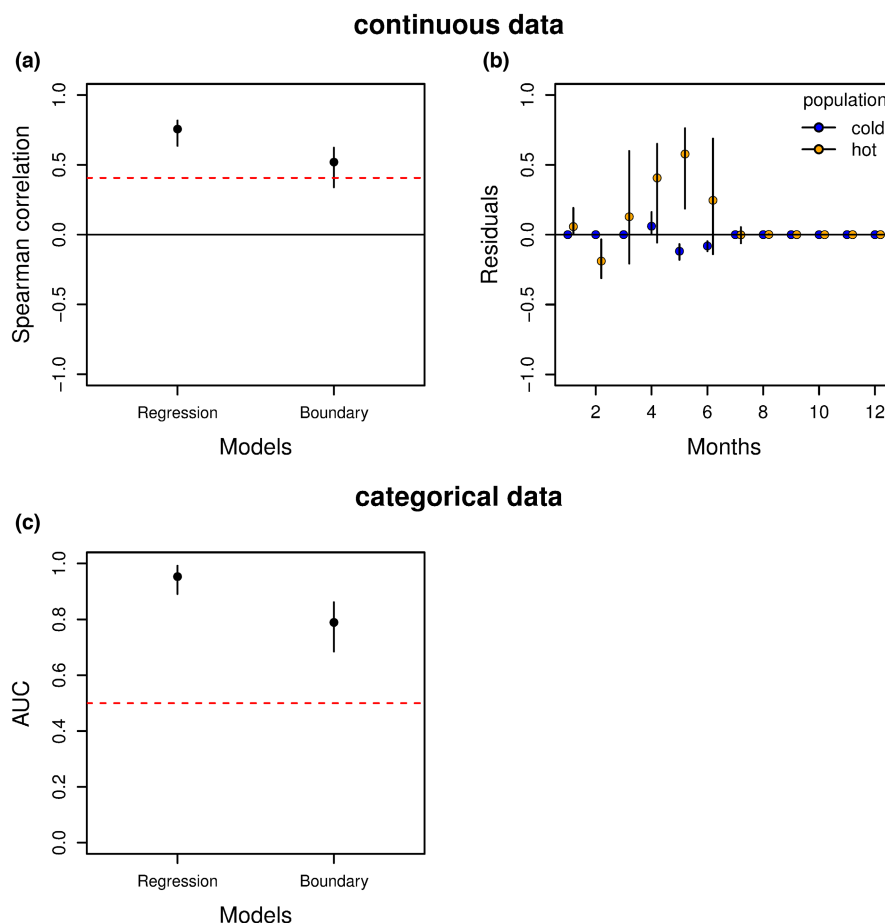 continuous data
(a)
Spearman correlation
1.0
0.5
0.0
−0.5
−1.0
Regression
Boundary
Models
(b)
Residuals
1.0
0.5
0.0
−0.5
−1.0
population
cold
hot
2
4
6
8
10
12
Months
categorical data
(c)
AUC
1.0
0.8
0.6
0.4
0.2
0.0
Regression
Boundary
Models